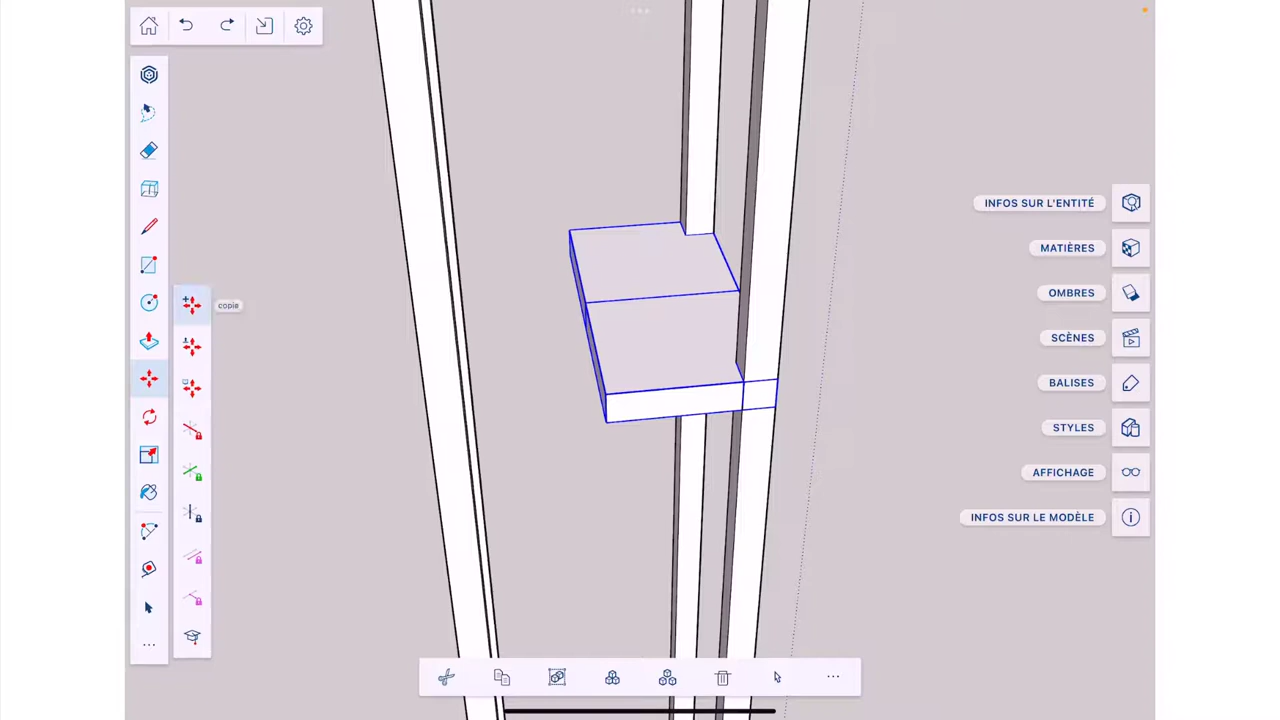 copie
INFOS SUR L'ENTITÉ
MATIÈRES
OMBRES
SCÈNES
BALISES
STYLES
AFFICHAGE
INFOS SUR LE MODÈLE